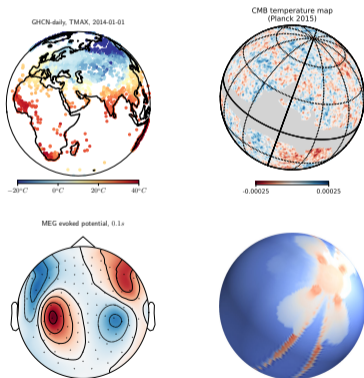 GHCN-daily, TMAX, 2014-01-01
CMB temperature map
(Planck 2015)
−20°C 0°C 20°C 40°C
-0.00025 0.00025
MEG evoked potential, 0.1s